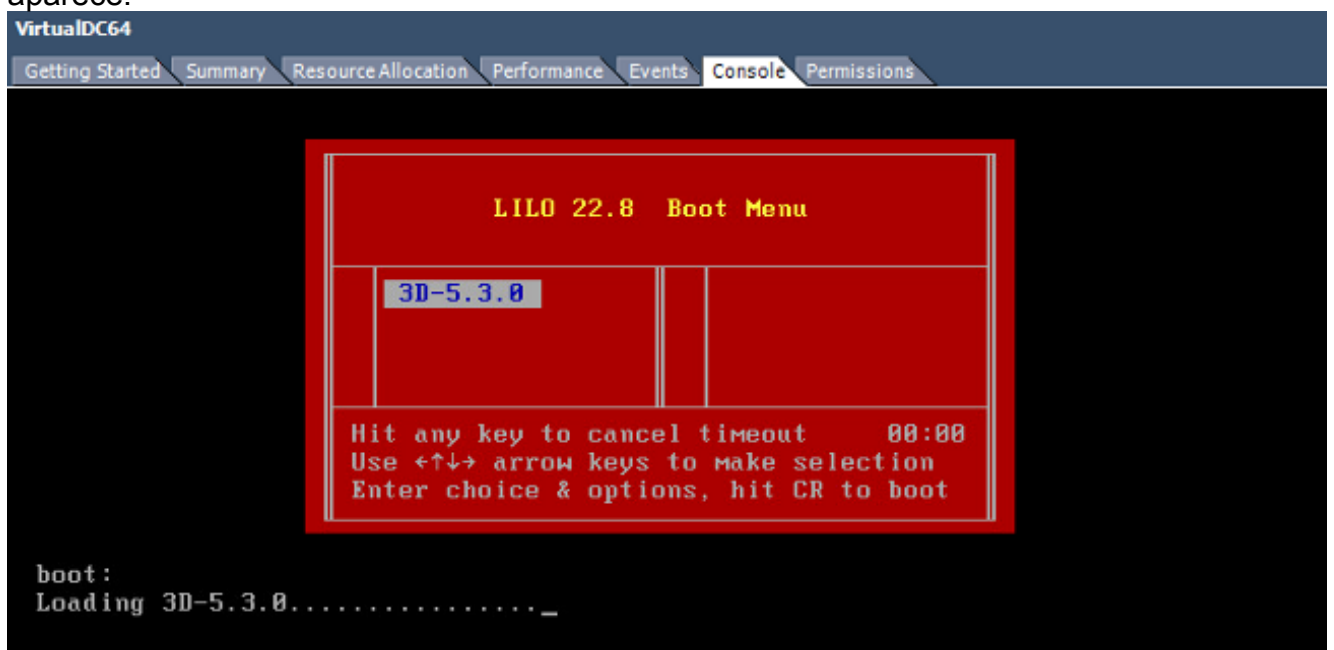 aparece.
VirtualDC64
Getting Started Summary Resource Allocation Performance Events Console Permissions
LILO 22.8 Boot Menu
3D-5.3.0
Hit any key to cancel timeout 00:00
Use ←↑↓→ arrow keys to make selection
Enter choice & options, hit CR to boot
boot:
Loading 3D-5.3.0................_